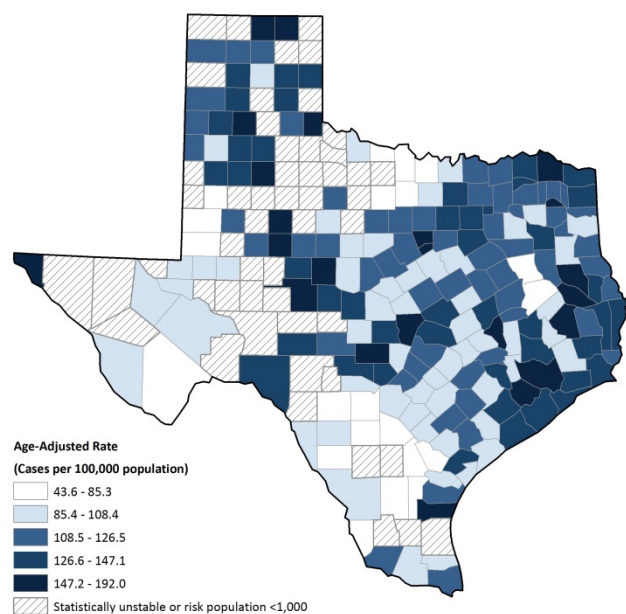 Age-Adjusted Rate
(Cases per 100,000 population)
43.6 - 85.3
85.4 - 108.4
108.5 - 126.5
126.6 - 147.1
147.2 - 192.0
Statistically unstable or risk population <1,000